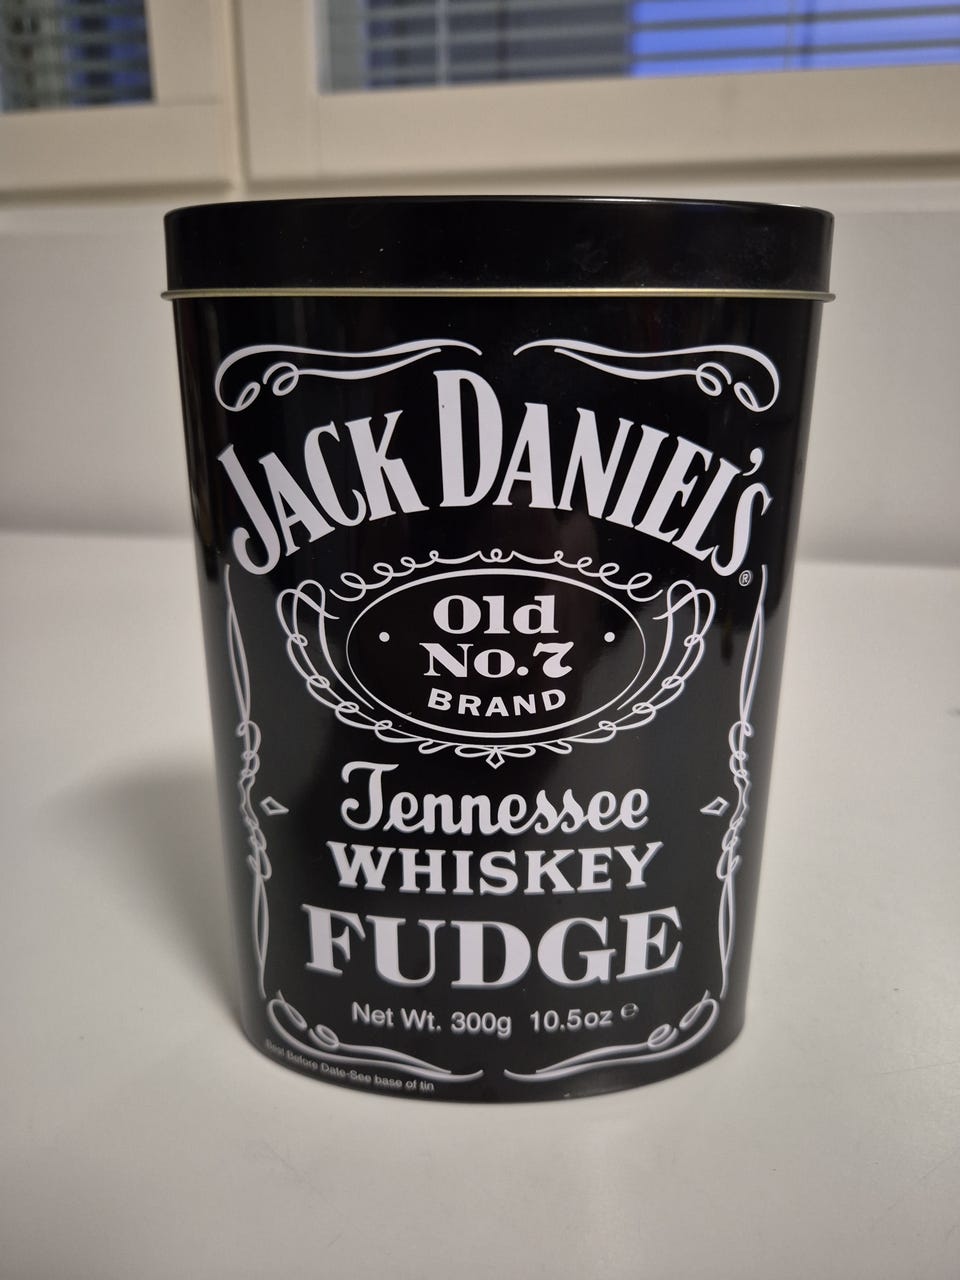 JACK DANIEL'S®
Old
No.7
BRAND
Tennessee
WHISKEY
FUDGE
Net Wt. 300g 10.5oz ℮
Best Before Date-See base of tin